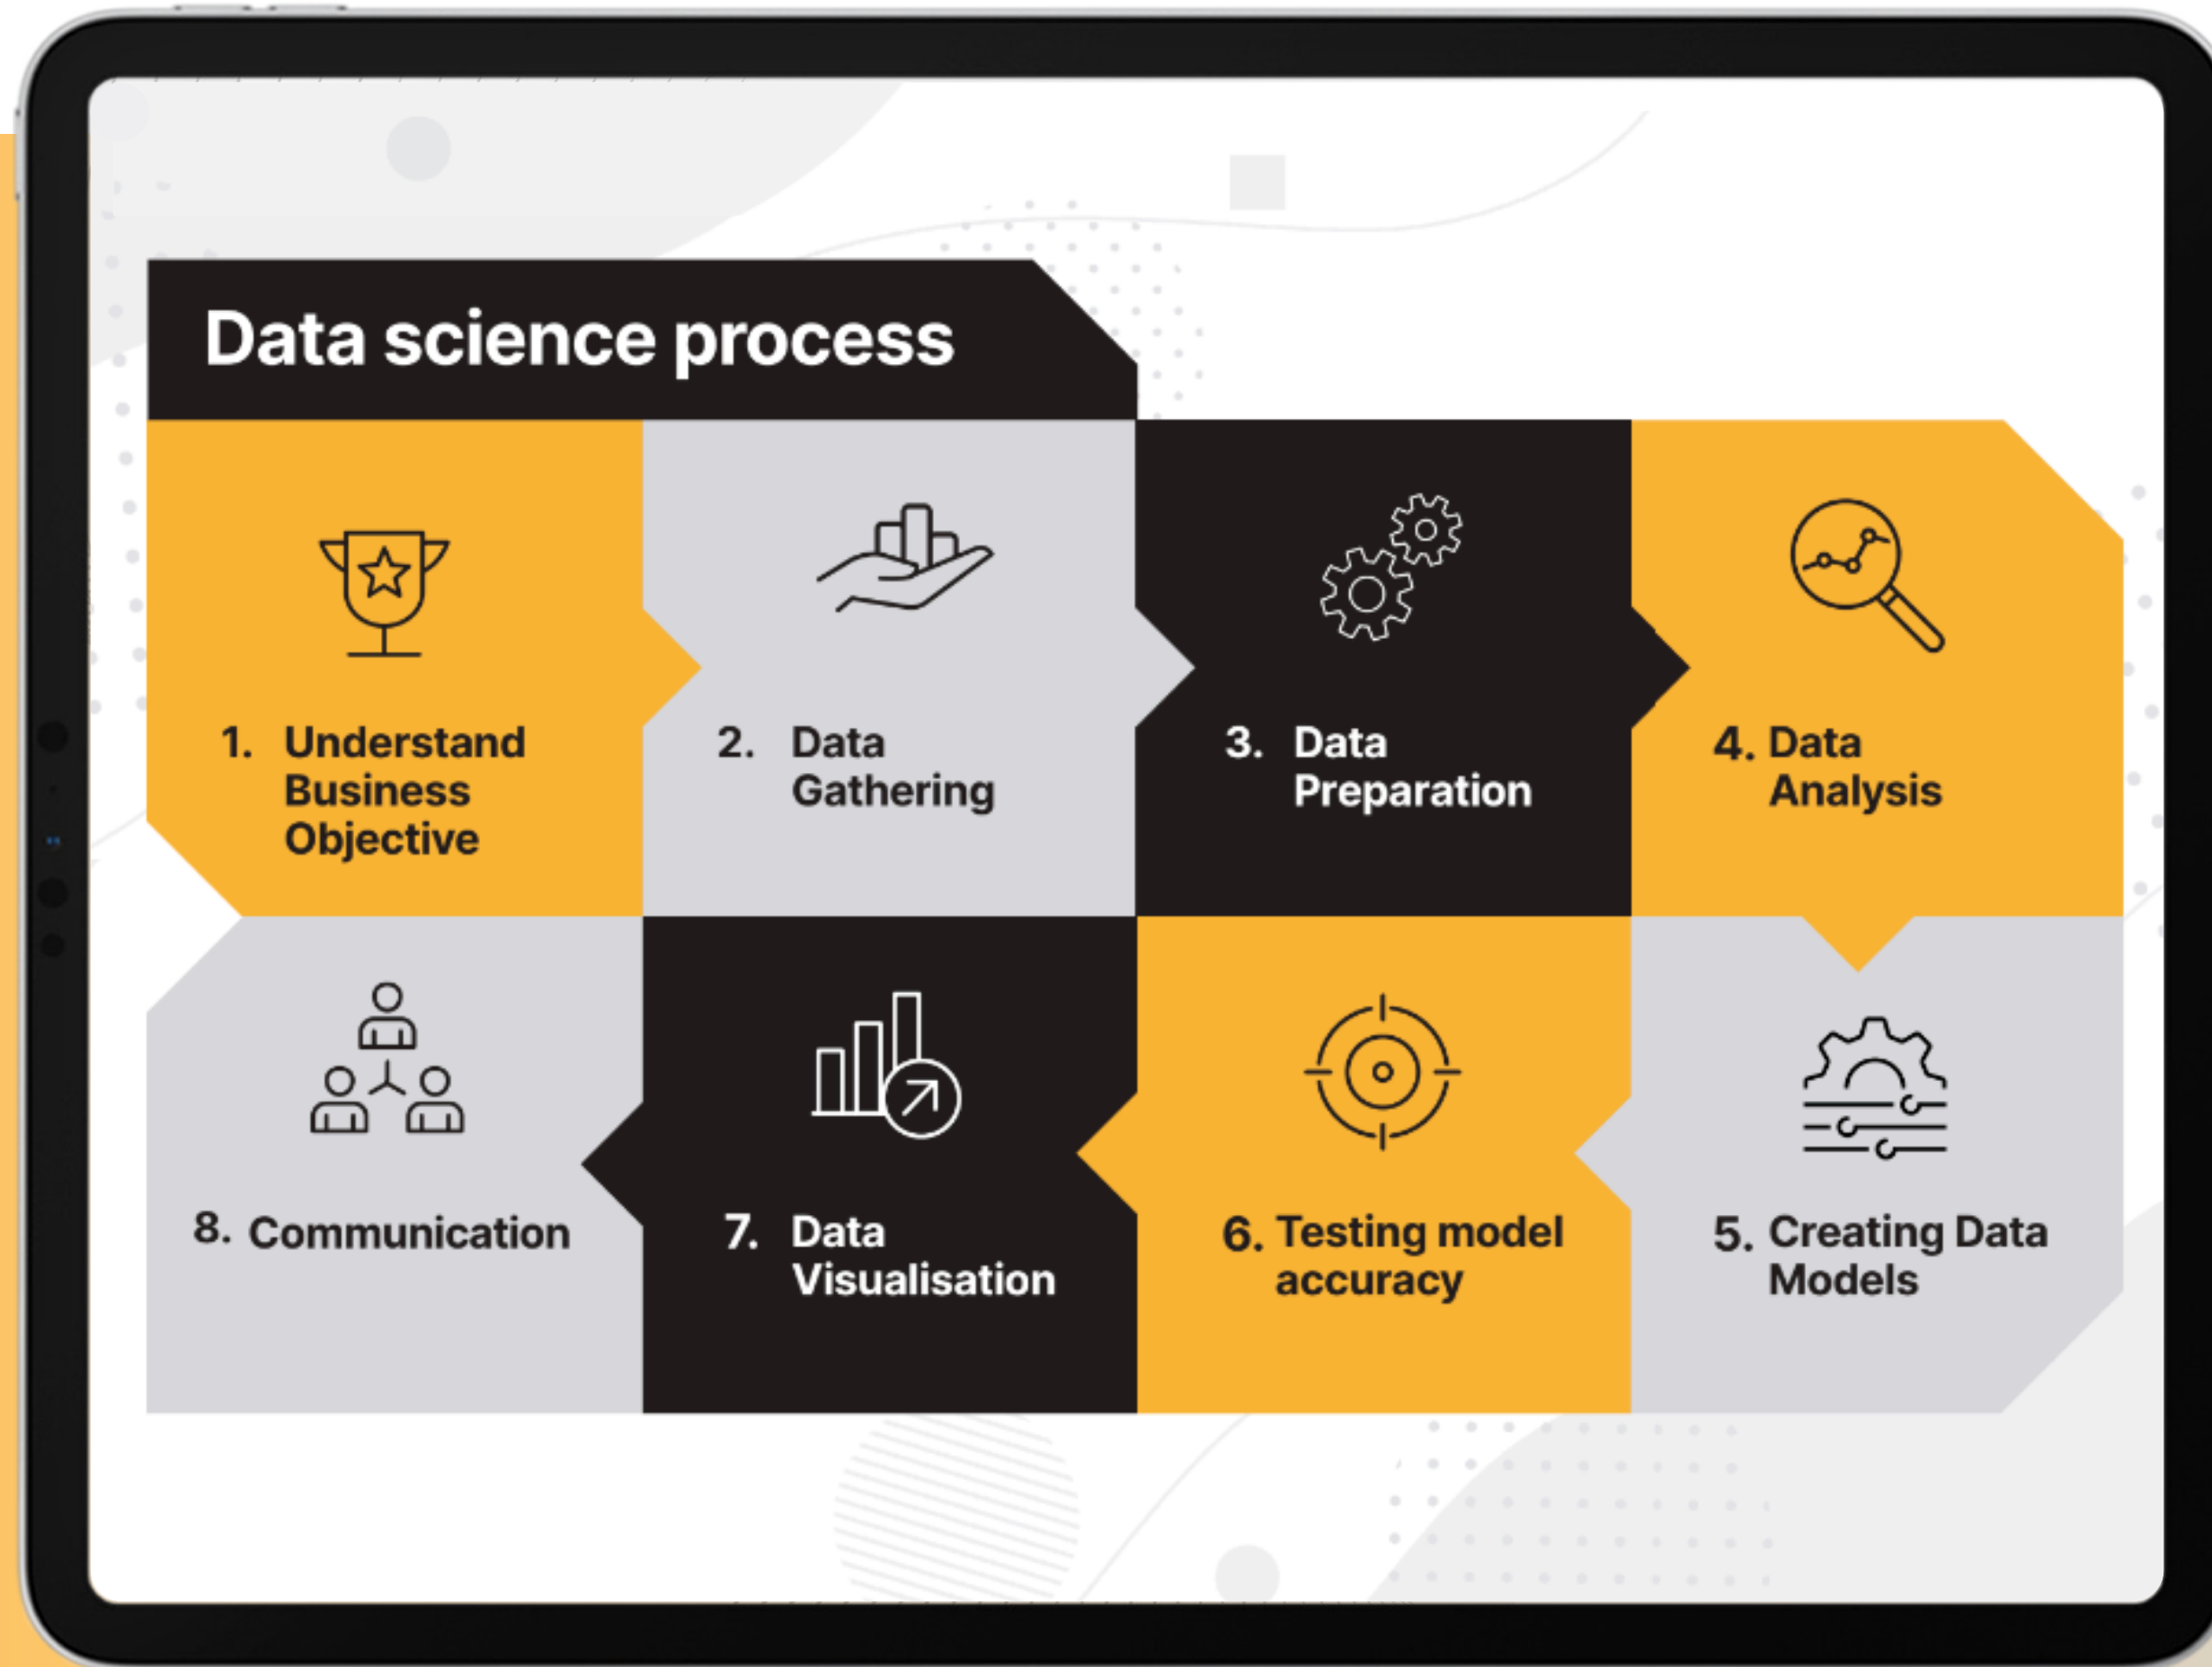 Data science process
1. Understand
Business
Objective
2. Data
Gathering
3. Data
Preparation
4. Data
Analysis
5. Creating Data
Models
6. Testing model
accuracy
7. Data
Visualisation
8. Communication